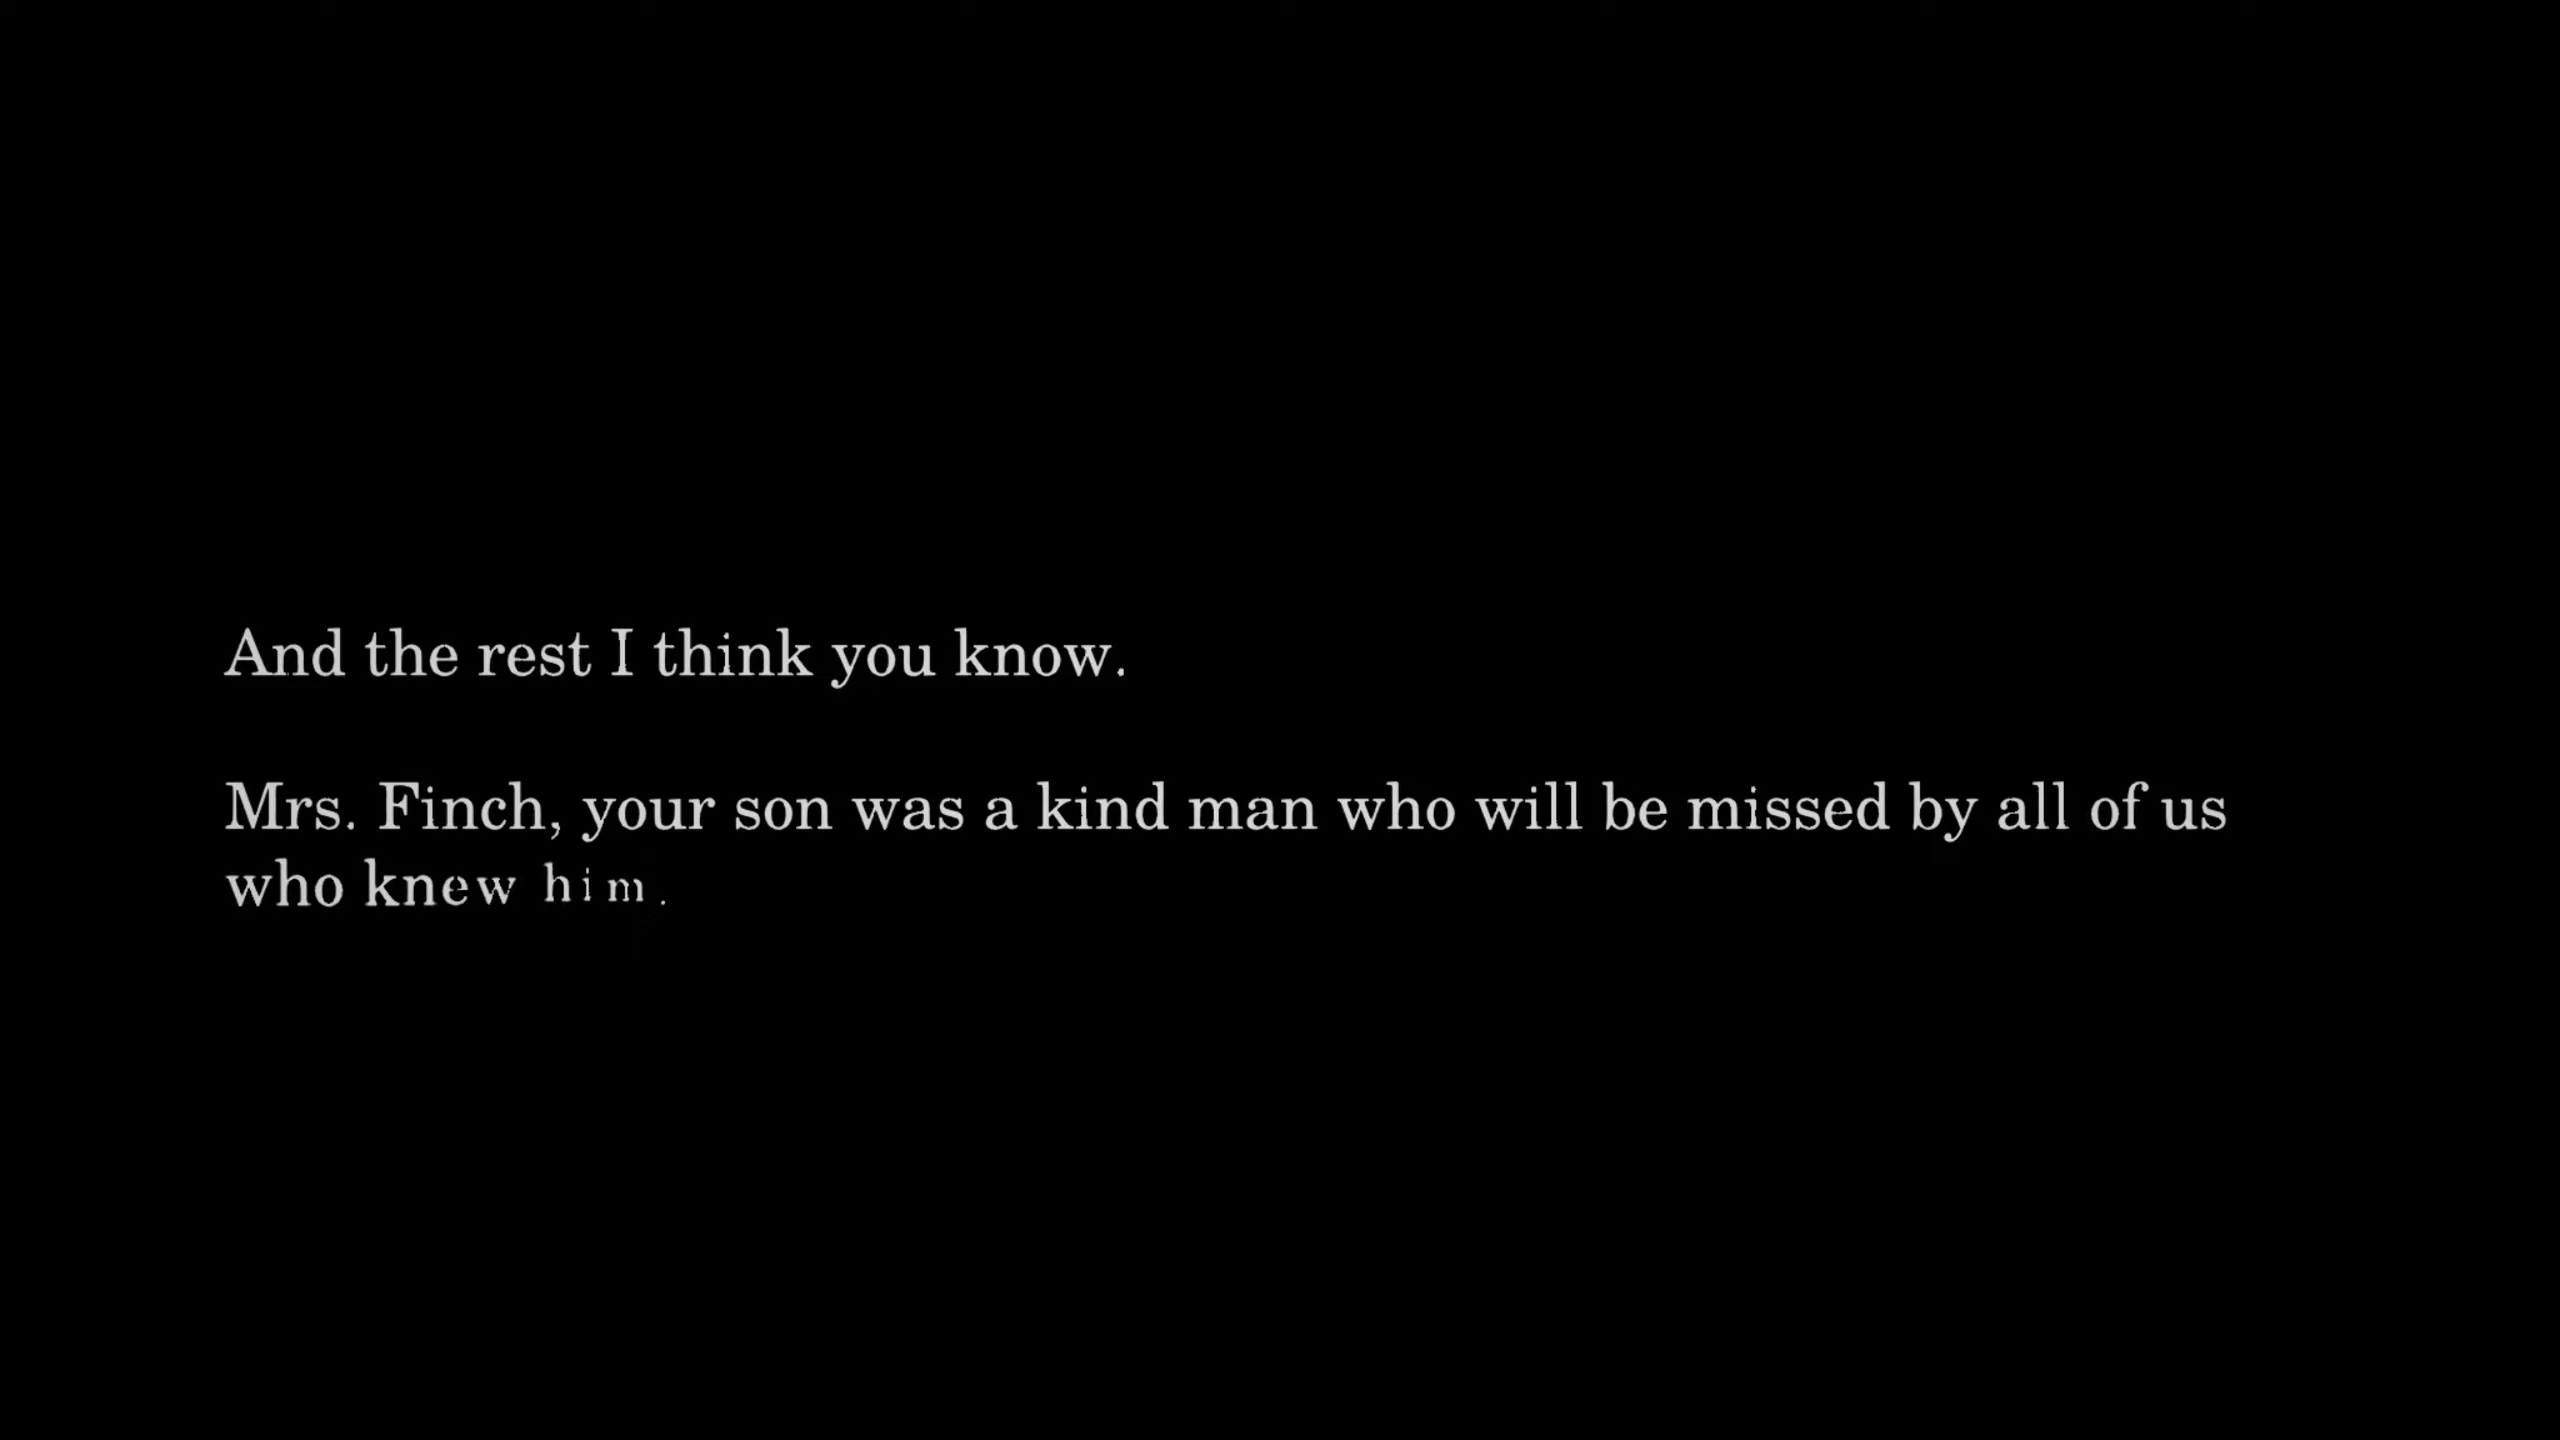 And the rest I think you know.
Mrs. Finch, your son was a kind man who will be missed by all of us
who knew him.